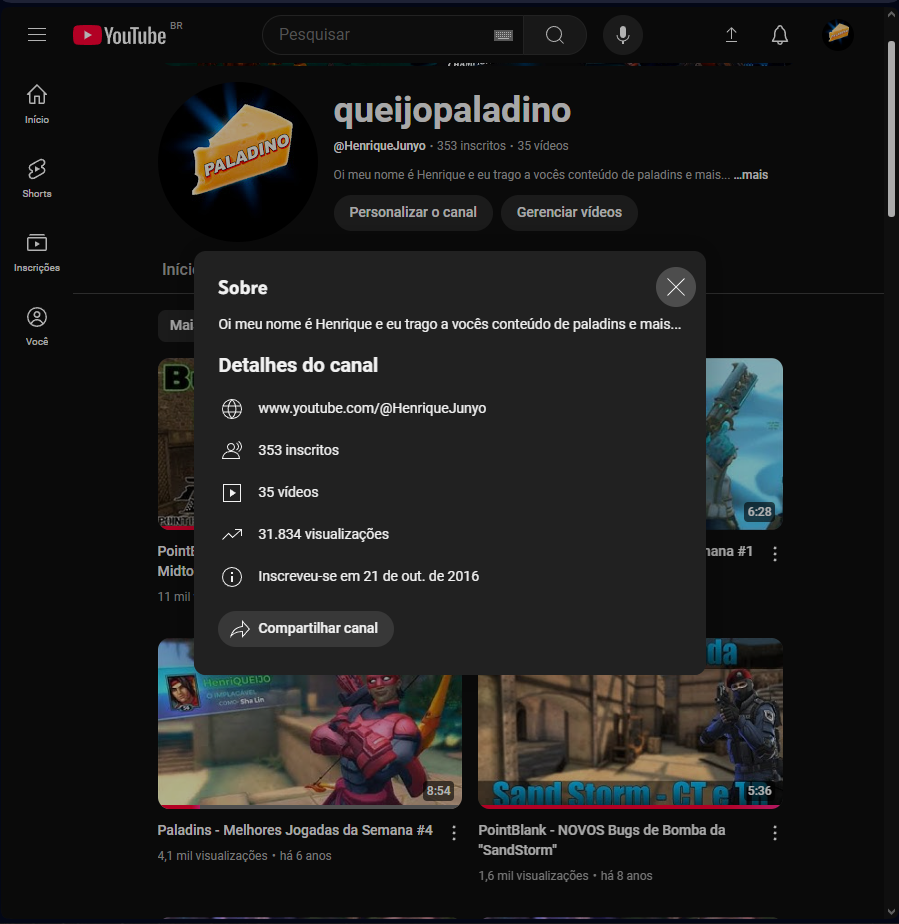 YouTube BR
Pesquisar
Início
Shorts
Inscrições
Você
PALADINO
queijopaladino
@HenriqueJunyo • 353 inscritos • 35 vídeos
Oi meu nome é Henrique e eu trago a vocês conteúdo de paladins e mais... ...mais
Personalizar o canal
Gerenciar vídeos
Iníci
Mai
Sobre
Oi meu nome é Henrique e eu trago a vocês conteúdo de paladins e mais...
Detalhes do canal
www.youtube.com/@HenriqueJunyo
353 inscritos
35 vídeos
31.834 visualizações
Inscreveu-se em 21 de out. de 2016
Compartilhar canal
6:28
PointB
Midto
11 mil
mana #1
HenriQUEIJO
O IMPLACÁVEL
COMO: Sha Lin
8:54
Sand Storm - CT e T
5:36
Paladins - Melhores Jogadas da Semana #4
4,1 mil visualizações • há 6 anos
PointBlank - NOVOS Bugs de Bomba da
"SandStorm"
1,6 mil visualizações • há 8 anos